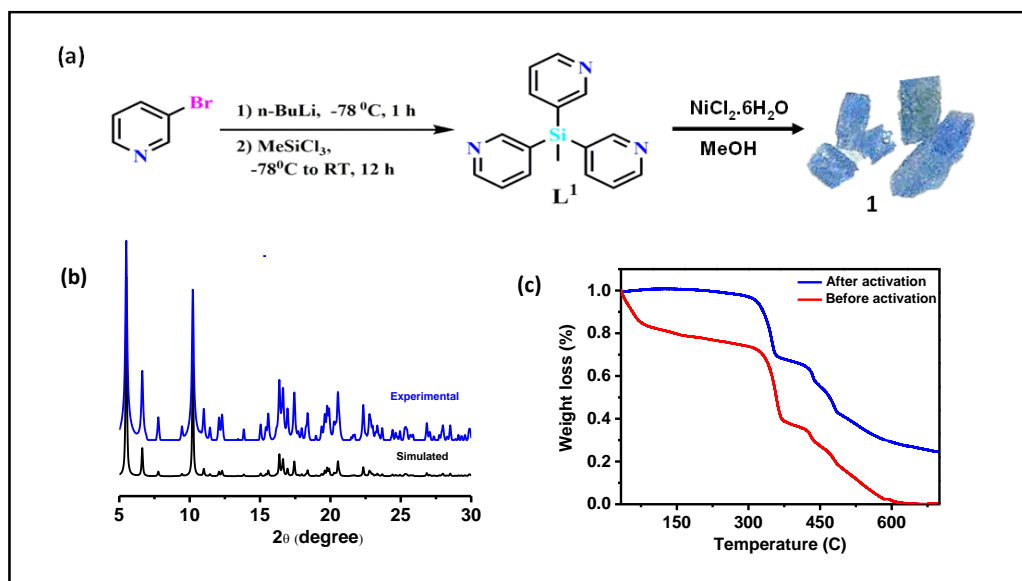 (a)
Br
N
1) n-BuLi, -78 ⁰C, 1 h
2) MeSiCl₃,
-78⁰C to RT, 12 h
N
Si
N
N
L¹
NiCl₂.6H₂O
MeOH
1
(b)
Experimental
Simulated
5 10 15 20 25 30
2θ (degree)
(c)
After activation
Before activation
1.0
0.8
0.6
0.4
0.2
0.0
Weight loss (%)
150 300 450 600
Temperature (C)